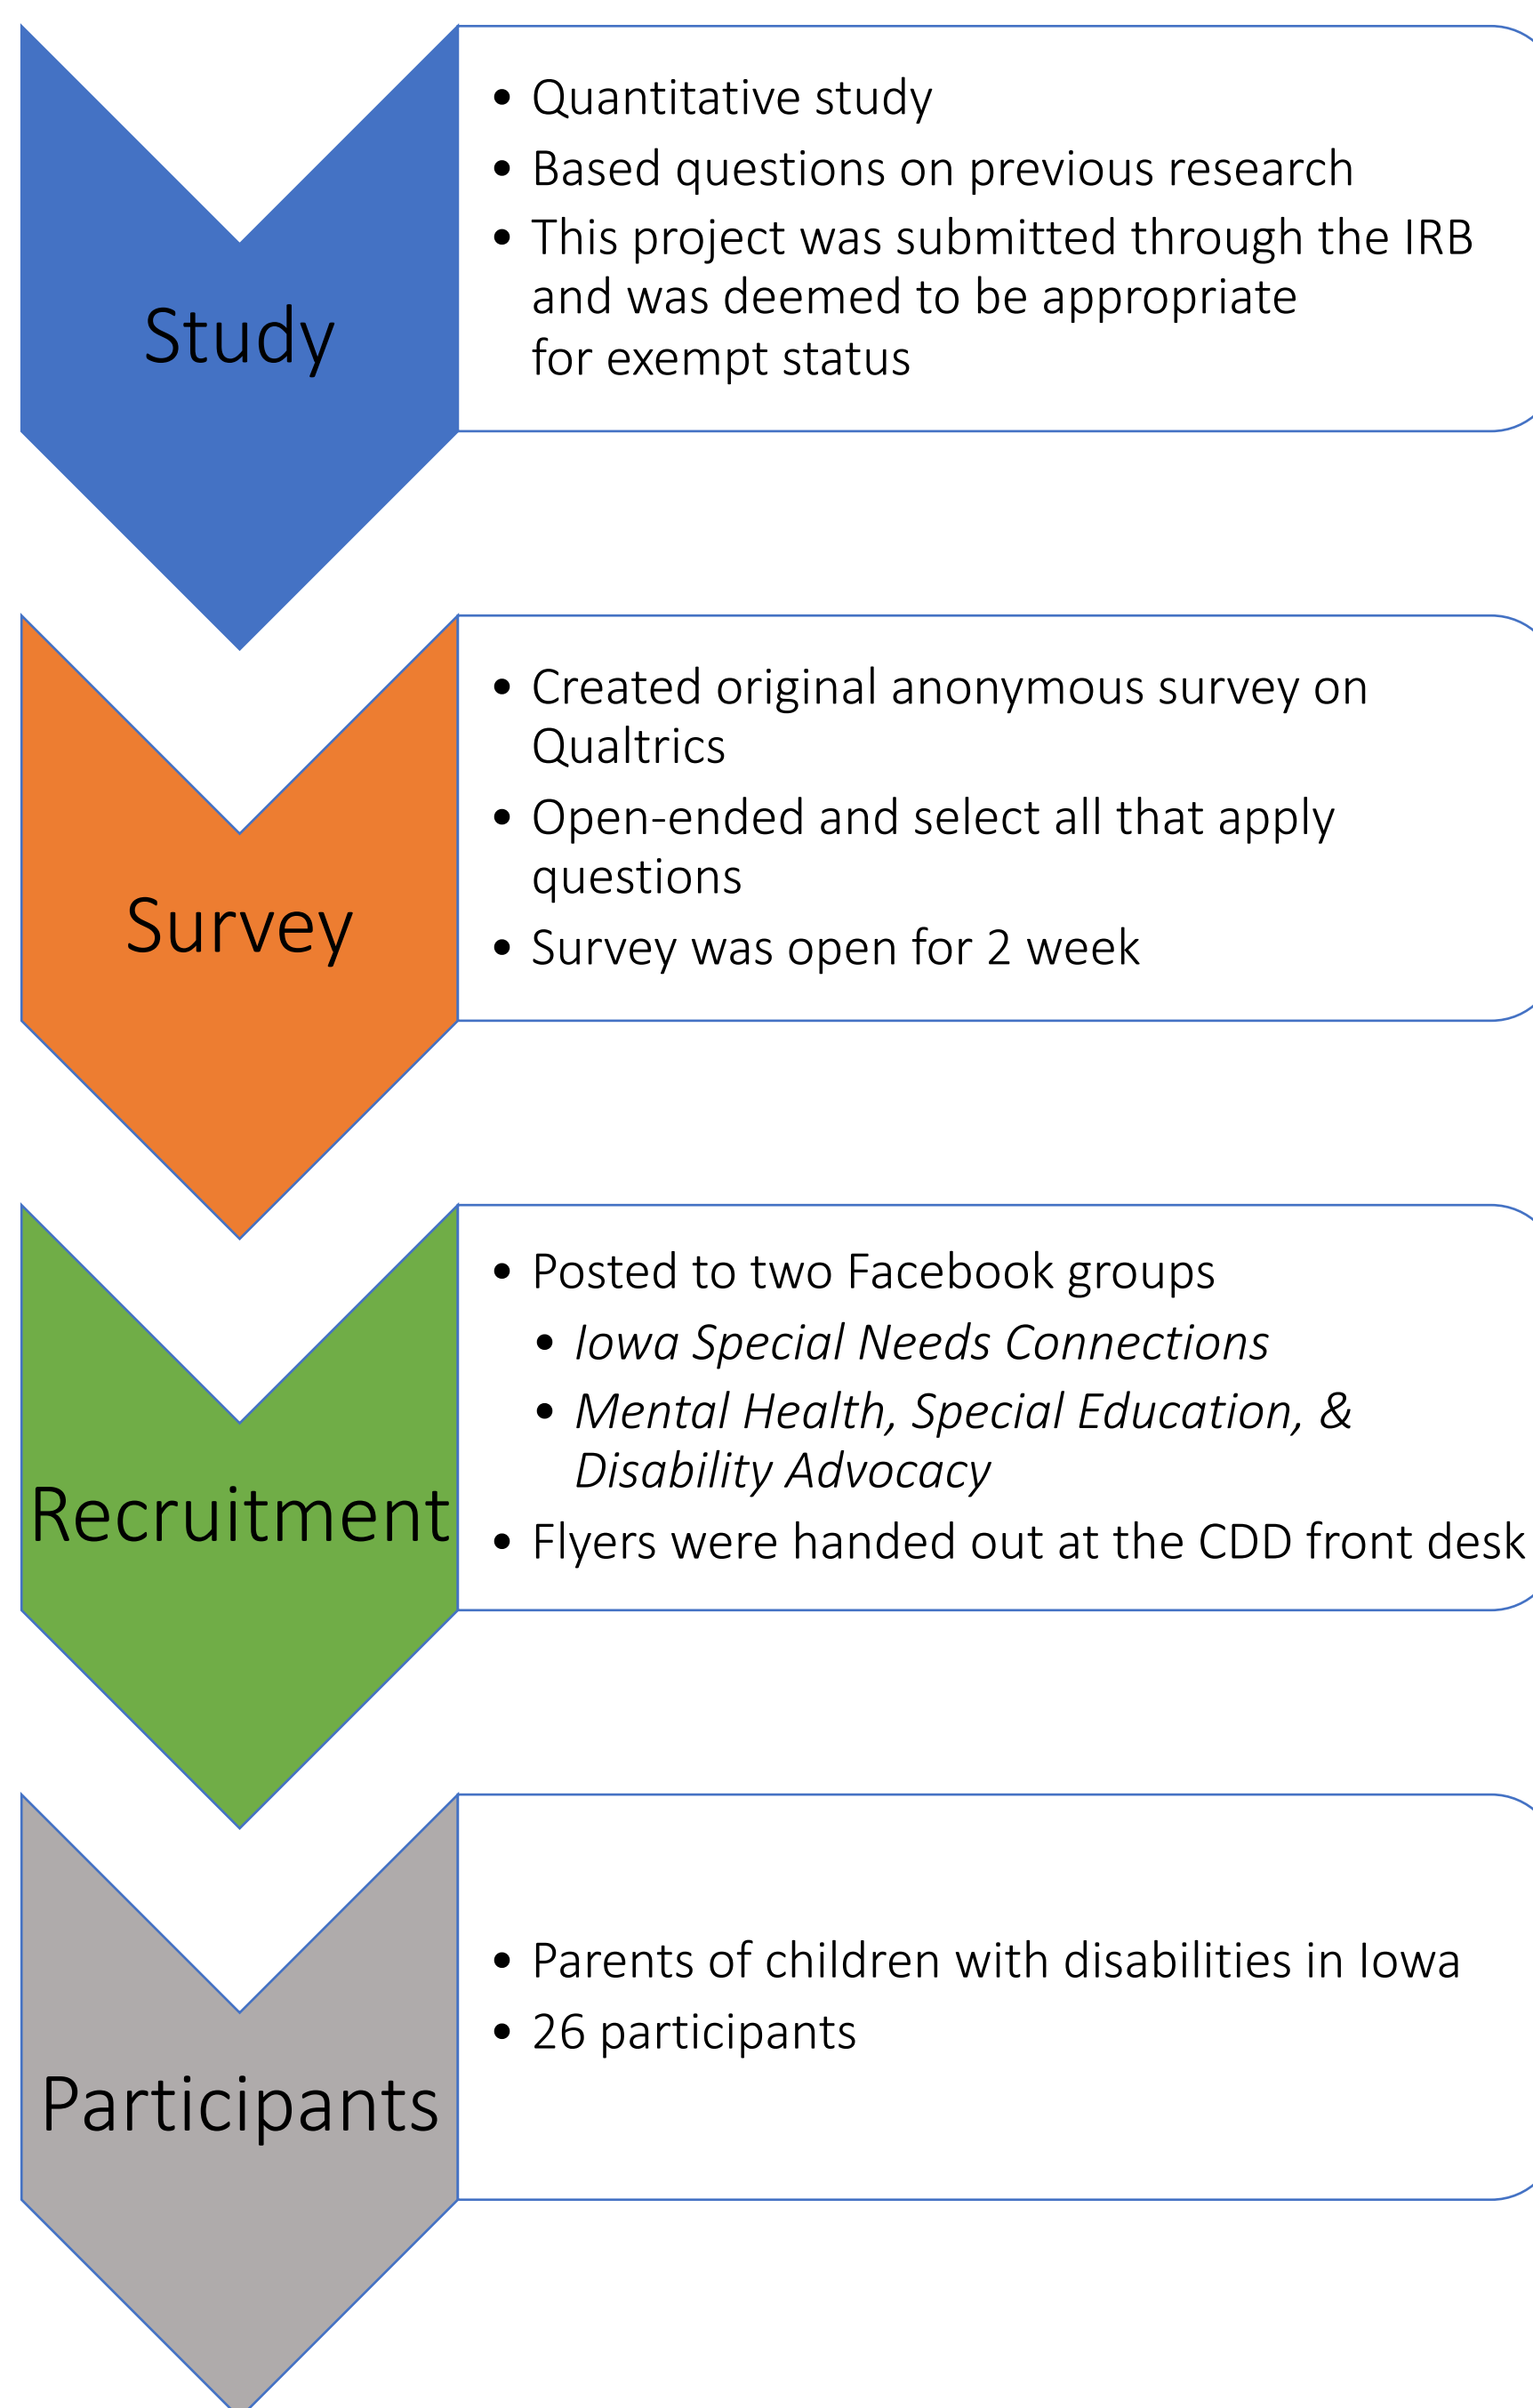 Study
• Quantitative study
• Based questions on previous research
• This project was submitted through the IRB
and was deemed to be appropriate
for exempt status
Survey
• Created original anonymous survey on
Qualtrics
• Open-ended and select all that apply
questions
• Survey was open for 2 week
Recruitment
• Posted to two Facebook groups
• Iowa Special Needs Connections
• Mental Health, Special Education, &
Disability Advocacy
• Flyers were handed out at the CDD front desk
Participants
• Parents of children with disabilities in Iowa
• 26 participants